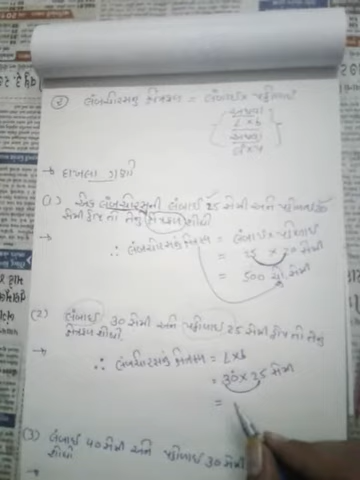 (2) લંબચોરસનું ક્ષેત્રફળ = લંબાઈ × પહોળાઈ
અથવા
L × b
અથવા
→ દાખલા ગણો
(1) એક લંબચોરસની લંબાઈ 25 સેમી અને પહોળાઈ 20
સેમી હોય તો તેનું ક્ષેત્રફળ શોધો
→ ∴ લંબચોરસનું ક્ષેત્રફળ = લંબાઈ × પહોળાઈ
= 25 × 20 સેમી
= 500 ચો. સેમી
(2) લંબાઈ 30 સેમી અને પહોળાઈ 25 સેમી હોય તો તેનું
ક્ષેત્રફળ શોધો.
→ ∴ લંબચોરસનું ક્ષેત્રફળ = L × b
= 30 × 25 સેમી
=
(3) લંબાઈ 40 સેમી અને પહોળાઈ 30 સેમી
શોધો
→